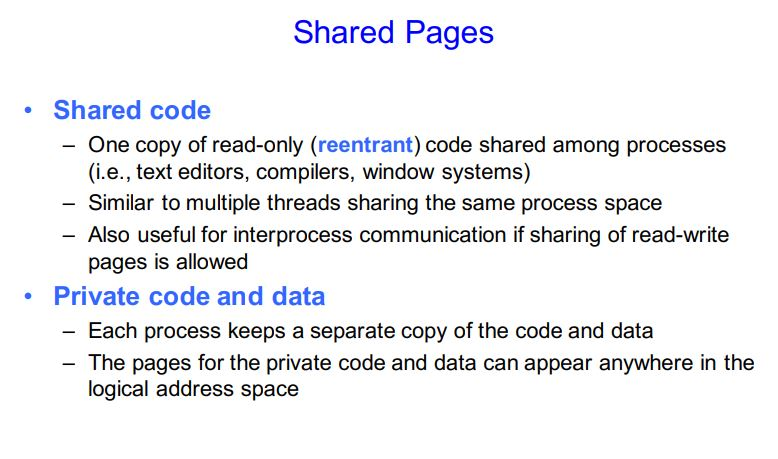 Shared Pages
• Shared code
– One copy of read-only (reentrant) code shared among processes
(i.e., text editors, compilers, window systems)
– Similar to multiple threads sharing the same process space
– Also useful for interprocess communication if sharing of read-write
pages is allowed
• Private code and data
– Each process keeps a separate copy of the code and data
– The pages for the private code and data can appear anywhere in the
logical address space